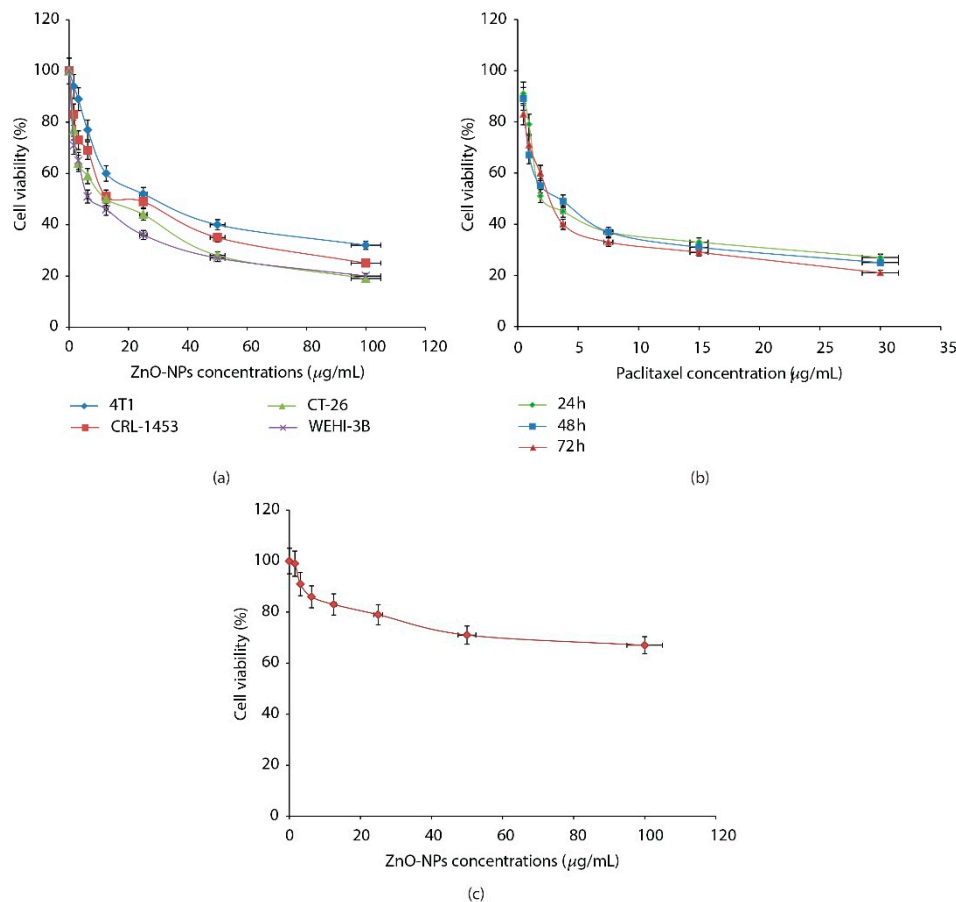 120
100
80
60
40
20
0
Cell viability (%)
0 20 40 60 80 100 120
ZnO-NPs concentrations (μg/mL)
4T1 CT-26
CRL-1453 WEHI-3B
(a)
120
100
80
60
40
20
0
Cell viability (%)
0 5 10 15 20 25 30 35
Paclitaxel concentration (μg/mL)
24h
48h
72h
(b)
120
100
80
60
40
20
0
Cell viability (%)
0 20 40 60 80 100 120
ZnO-NPs concentrations (μg/mL)
(c)